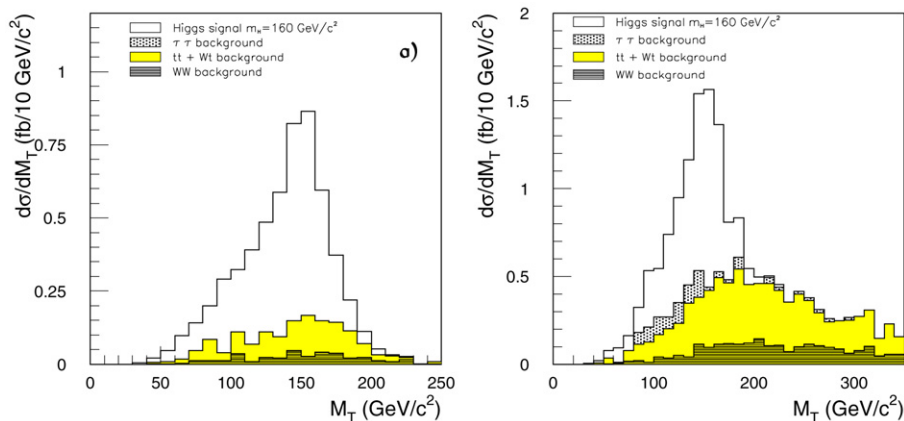 Higgs signal mH=160 GeV/c²
τ τ background
tt + Wt background
WW background
a)
dσ/dM_T (fb/10 GeV/c²)
1
0.75
0.5
0.25
0
0 50 100 150 200 250
M_T (GeV/c²)
Higgs signal mH=160 GeV/c²
τ τ background
tt + Wt background
WW background
dσ/dM_T (fb/10 GeV/c²)
2
1.5
1
0.5
0
100 200 300
M_T (GeV/c²)